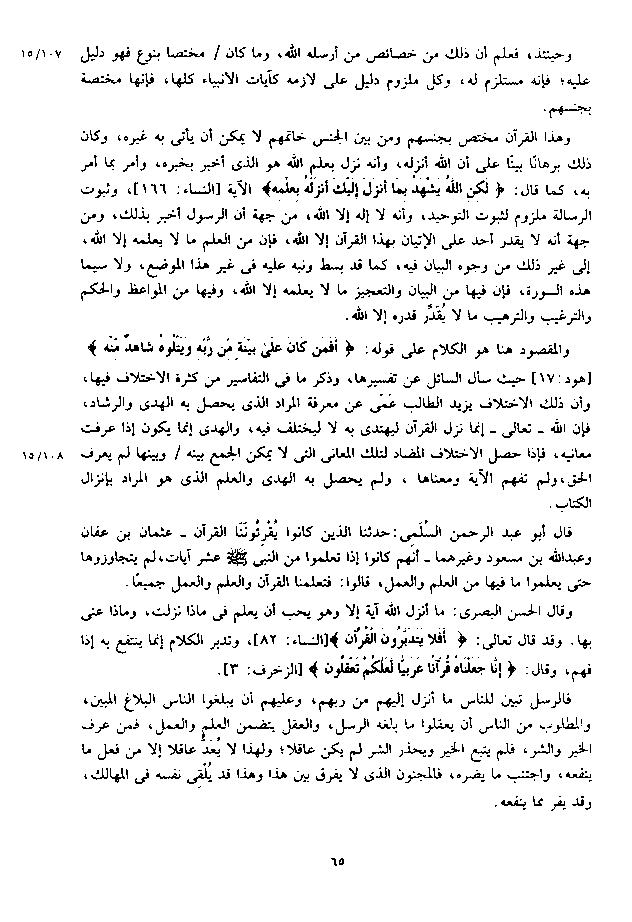 وحينئذ، فعلم أن ذلك من خصائص من أرسله الله، وما كان / مختصا بنوع فهو دليل ١٥/١٠٧
عليه؛ فإنه مستلزم له، وكل ملزوم دليل على لازمه كآيات الأنبياء كلها، فإنها مختصة
بجنسهم.
وهذا القرآن مختص بجنسهم ومن بين الجنس خاتمهم لا يمكن أن يأتى به غيره، وكان
ذلك برهانًا بينًا على أن الله أنزله، وأنه نزل بعلم الله هو الذى أخبر بخبره، وأمر بما أمر
به، كما قال: ﴿ لَٰكِنِ اللَّهُ يَشْهَدُ بِمَا أَنزَلَ إِلَيْكَ أَنزَلَهُ بِعِلْمِهِ﴾ الآية [النساء: ١٦٦]، وثبوت
الرسالة ملزوم لثبوت التوحيد، وأنه لا إله إلا الله، من جهة أن الرسول أخبر بذلك، ومن
جهة أنه لا يقدر أحد على الإتيان بهذا القرآن إلا الله، فإن من العلم ما لا يعلمه إلا الله،
إلى غير ذلك من وجوه البيان فيه، كما قد بسط ونبه عليه فى غير هذا الموضع، ولا سيما
هذه السورة، فإن فيها من البيان والتعجيز ما لا يعلمه إلا الله، وفيها من المواعظ والحكم
والترغيب والترهيب ما لا يُقَدِّر قدره إلا الله.
والمقصود هنا هو الكلام على قوله: ﴿ أَفَمَن كَانَ عَلَىٰ بَيِّنَةٍ مِّن رَّبِّهِ وَيَتْلُوهُ شَاهِدٌ مِّنْهُ ﴾
[هود: ١٧] حيث سأل السائل عن تفسيرها، وذكر ما فى التفاسير من كثرة الاختلاف فيها،
وأن ذلك الاختلاف يزيد الطالب عَمًى عن معرفة المراد الذى يحصل به الهدى والرشاد،
فإن الله ـ تعالى ـ إنما نزل القرآن ليهتدى به لا ليختلف فيه، والهدى إنما يكون إذا عرفت
معانيه، فإذا حصل الاختلاف المضاد لتلك المعانى التى لا يمكن الجمع بينه / وبينها لم يعرف ١٥/١٠٨
الحق، ولم تفهم الآية ومعناها ، ولم يحصل به الهدى والعلم الذى هو المراد بإنزال
الكتاب.
قال أبو عبد الرحمن السُّلَمى: حدثنا الذين كانوا يُقْرِئُونَنَا القرآن ـ عثمان بن عفان
وعبدالله بن مسعود وغيرهما ـ أنهم كانوا إذا تعلموا من النبى ﷺ عشر آيات، لم يتجاوزوها
حتى يعلموا ما فيها من العلم والعمل، قالوا: فتعلمنا القرآن والعلم والعمل جميعًا.
وقال الحسن البصرى: ما أنزل الله آية إلا وهو يحب أن يعلم فى ماذا نزلت، وماذا عنى
بها. وقد قال تعالى: ﴿ أَفَلا يَتَدَبَّرُونَ الْقُرْآنَ ﴾[النساء: ٨٢]، وتدبر الكلام إنما ينتفع به إذا
فهم، وقال: ﴿ إِنَّا جَعَلْنَاهُ قُرْآنًا عَرَبِيًّا لَّعَلَّكُمْ تَعْقِلُونَ ﴾ [الزخرف: ٣].
فالرسل تبين للناس ما أنزل إليهم من ربهم، وعليهم أن يبلغوا الناس البلاغ المبين،
والمطلوب من الناس أن يعقلوا ما بلغه الرسل، والعقل يتضمن العلم والعمل، فمن عرف
الخير والشر، فلم يتبع الخير ويحذر الشر لم يكن عاقلا؛ ولهذا لا يُعَدُّ عاقلا إلا من فعل ما
ينفعه، واجتنب ما يضره، فالمجنون الذى لا يفرق بين هذا وهذا قد يُلْقِى نفسه فى المهالك،
وقد يفر مما ينفعه.
٦٥